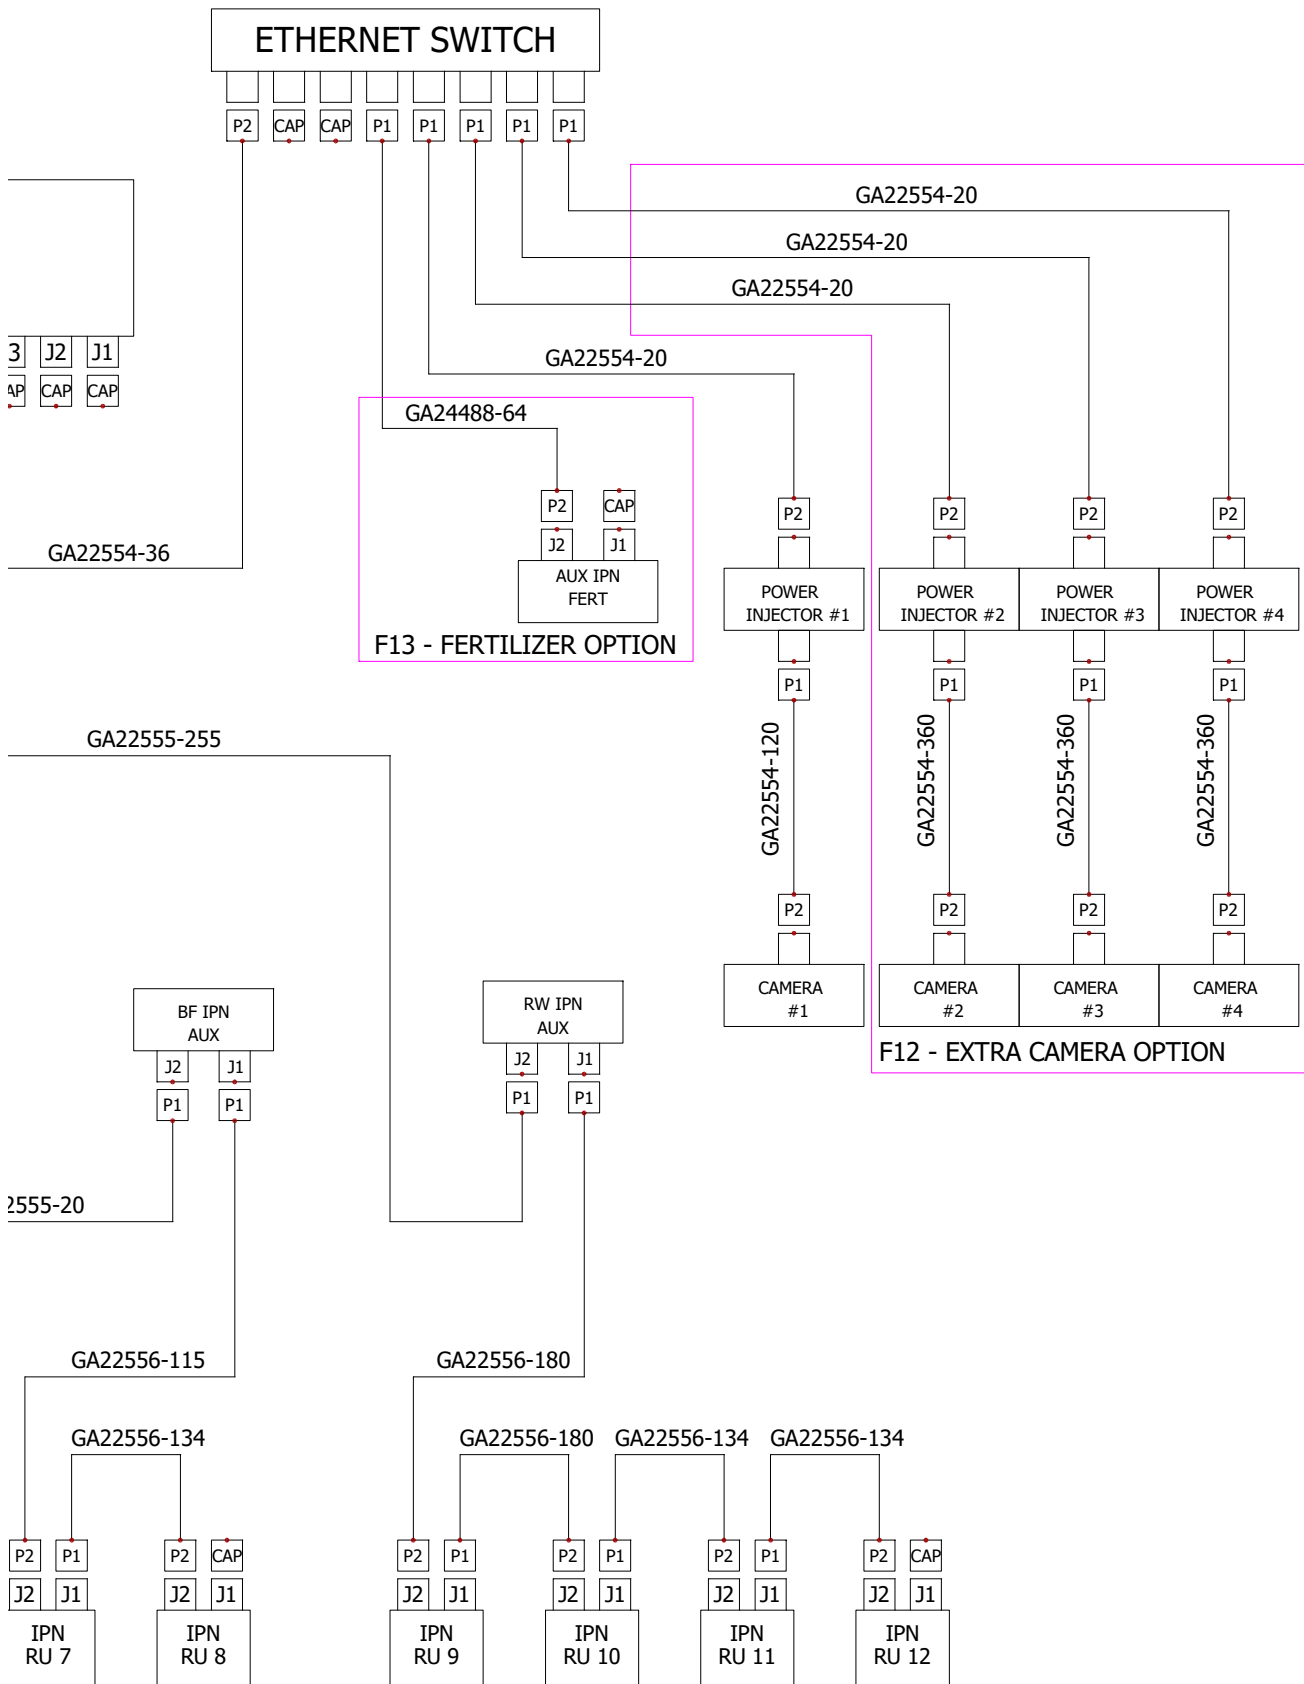 ETHERNET SWITCH
P2 CAP CAP P1 P1 P1 P1 P1
GA22554-20
GA22554-20
GA22554-20
J2 J1
CAP CAP
GA22554-20
GA24488-64
P2 CAP
J2 J1
AUX IPN
FERT
F13 - FERTILIZER OPTION
GA22554-36
P2 P2 P2 P2
POWER
INJECTOR #1
POWER
INJECTOR #2
POWER
INJECTOR #3
POWER
INJECTOR #4
P1 P1 P1 P1
GA22554-120
GA22554-360
GA22554-360
GA22554-360
P2 P2 P2 P2
CAMERA
#1
CAMERA
#2
CAMERA
#3
CAMERA
#4
F12 - EXTRA CAMERA OPTION
GA22555-255
BF IPN
AUX
J2 J1
P1 P1
RW IPN
AUX
J2 J1
P1 P1
2555-20
GA22556-115
GA22556-180
GA22556-134
GA22556-180
GA22556-134
GA22556-134
P2 P1 P2 CAP P2 P1 P2 P1 P2 P1 P2 CAP
J2 J1 J2 J1 J2 J1 J2 J1 J2 J1 J2 J1
IPN
RU 7
IPN
RU 8
IPN
RU 9
IPN
RU 10
IPN
RU 11
IPN
RU 12